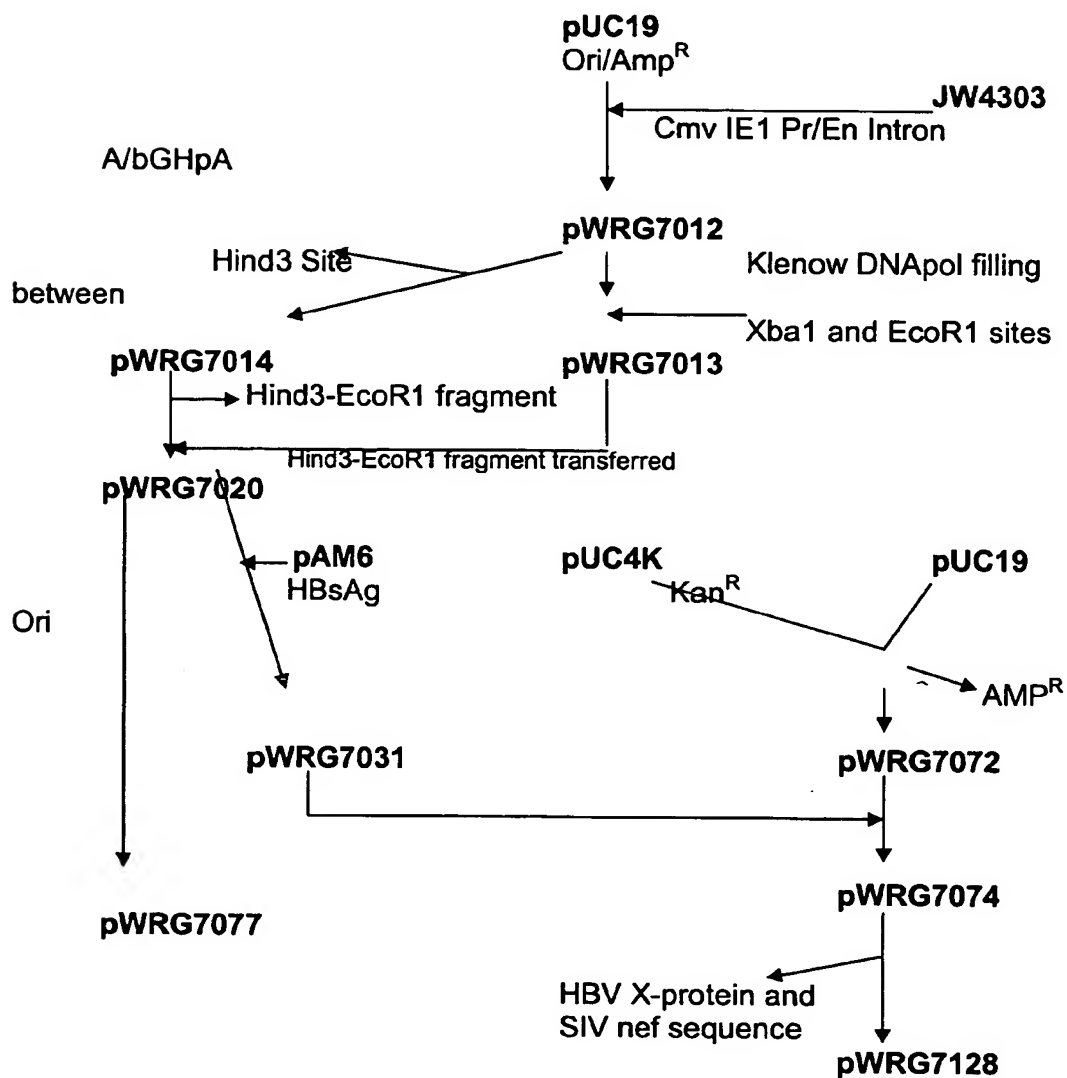 pUC19
Ori/Amp^R
JW4303
Cmv IE1 Pr/En Intron
A/bGHpA
pWRG7012
Hind3 Site
Klenow DNApol filling
between
Xba1 and EcoR1 sites
pWRG7014
pWRG7013
Hind3-EcoR1 fragment
Hind3-EcoR1 fragment transferred
pWRG7020
pAM6
HBsAg
pUC4K
Kan^R
pUC19
Ori
AMP^R
pWRG7031
pWRG7072
pWRG7074
pWRG7077
HBV X-protein and
SIV nef sequence
pWRG7128